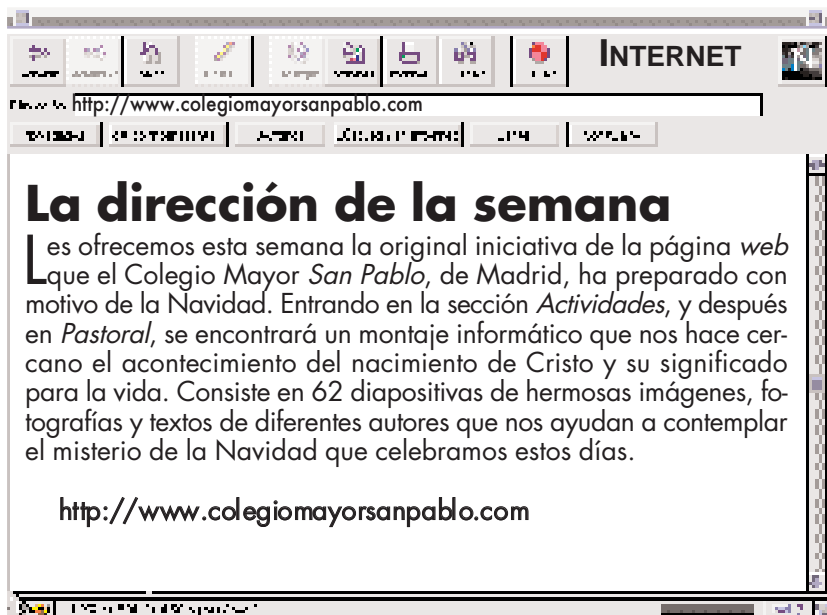 INTERNET
http://www.colegiomayorsanpablo.com
La dirección de la semana
Les ofrecemos esta semana la original iniciativa de la página web
que el Colegio Mayor San Pablo, de Madrid, ha preparado con
motivo de la Navidad. Entrando en la sección Actividades, y después
en Pastoral, se encontrará un montaje informático que nos hace cer-
cano el acontecimiento del nacimiento de Cristo y su significado
para la vida. Consiste en 62 diapositivas de hermosas imágenes, fo-
tografías y textos de diferentes autores que nos ayudan a contemplar
el misterio de la Navidad que celebramos estos días.
http://www.colegiomayorsanpablo.com